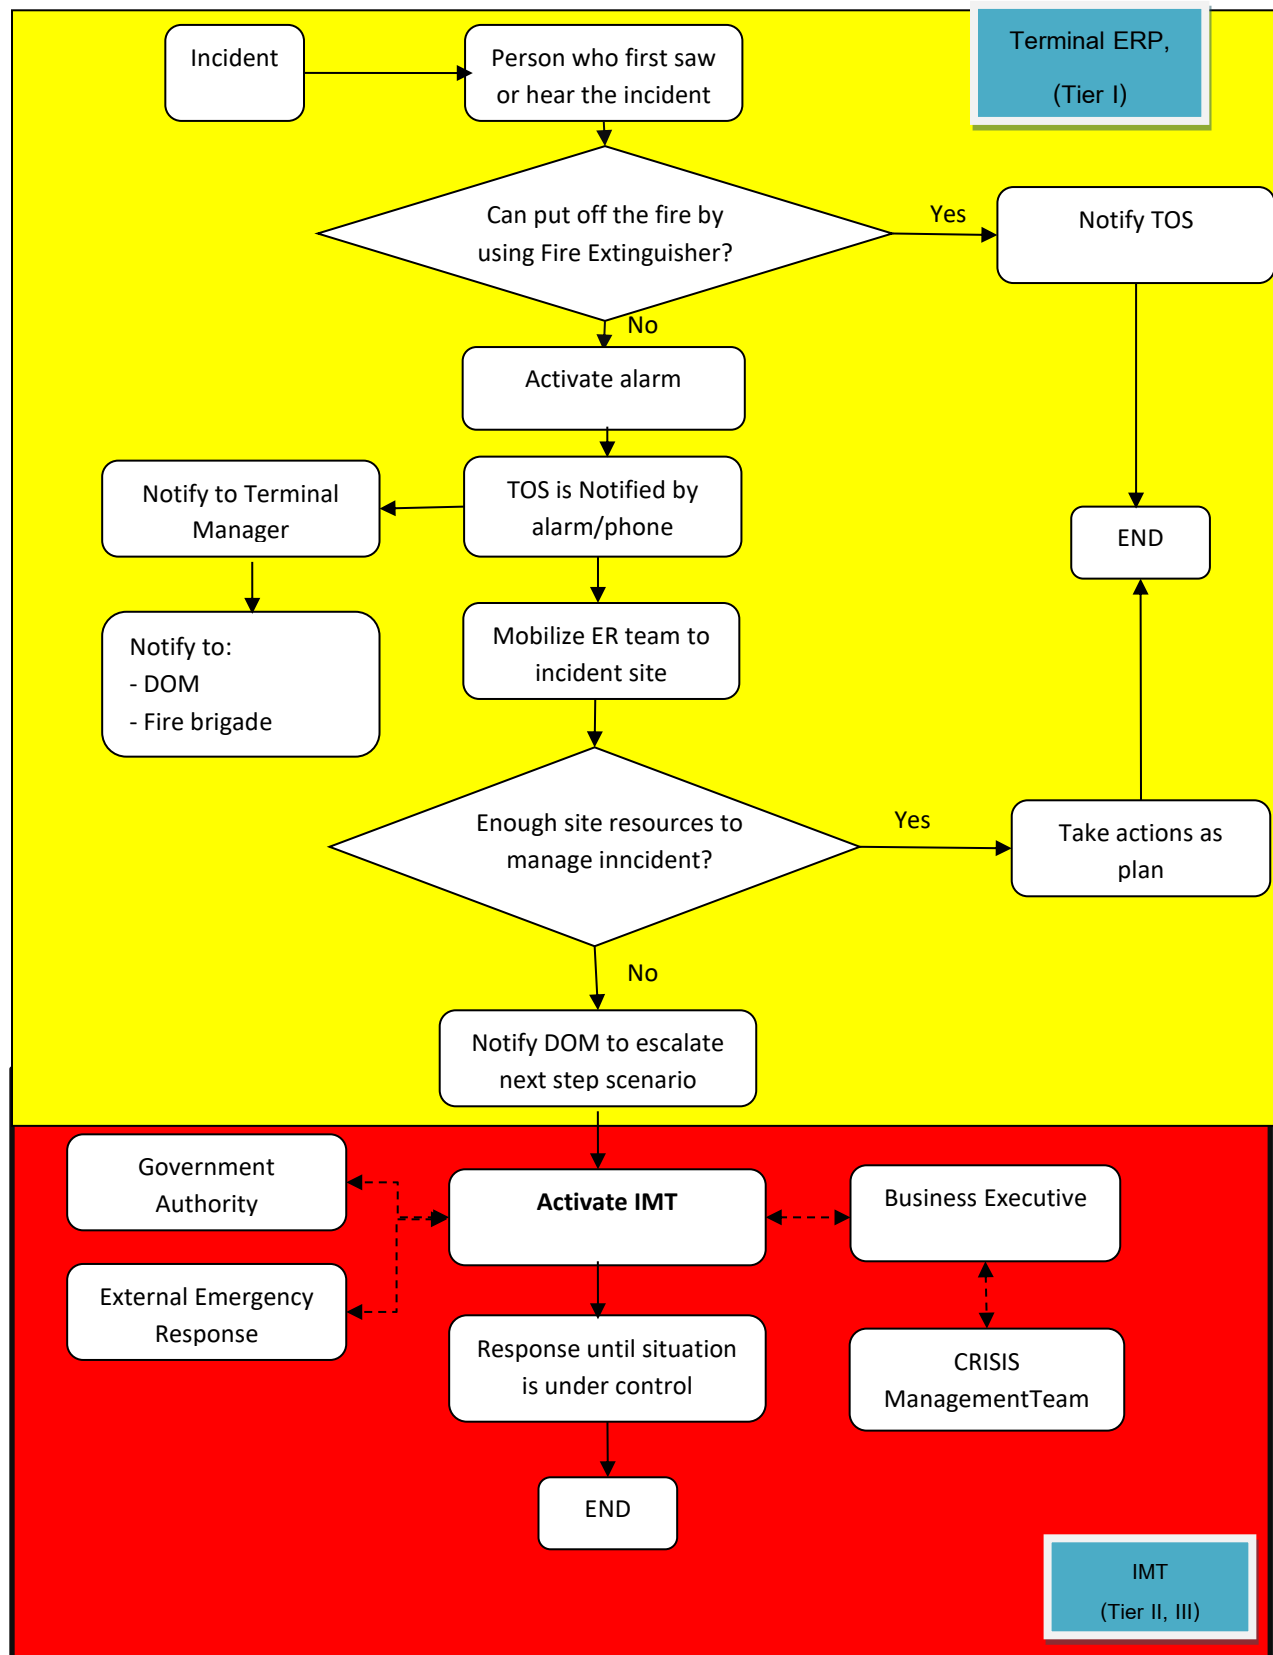 Incident
Person who first saw
or hear the incident
Terminal ERP,
(Tier I)
Can put off the fire by
using Fire Extinguisher?
Yes
Notify TOS
No
Activate alarm
TOS is Notified by
alarm/phone
Notify to Terminal
Manager
END
Notify to:
- DOM
- Fire brigade
Mobilize ER team to
incident site
Enough site resources to
manage inncident?
Yes
Take actions as
plan
No
Notify DOM to escalate
next step scenario
Government
Authority
Activate IMT
Business Executive
External Emergency
Response
Response until situation
is under control
CRISIS
ManagementTeam
END
IMT
(Tier II, III)